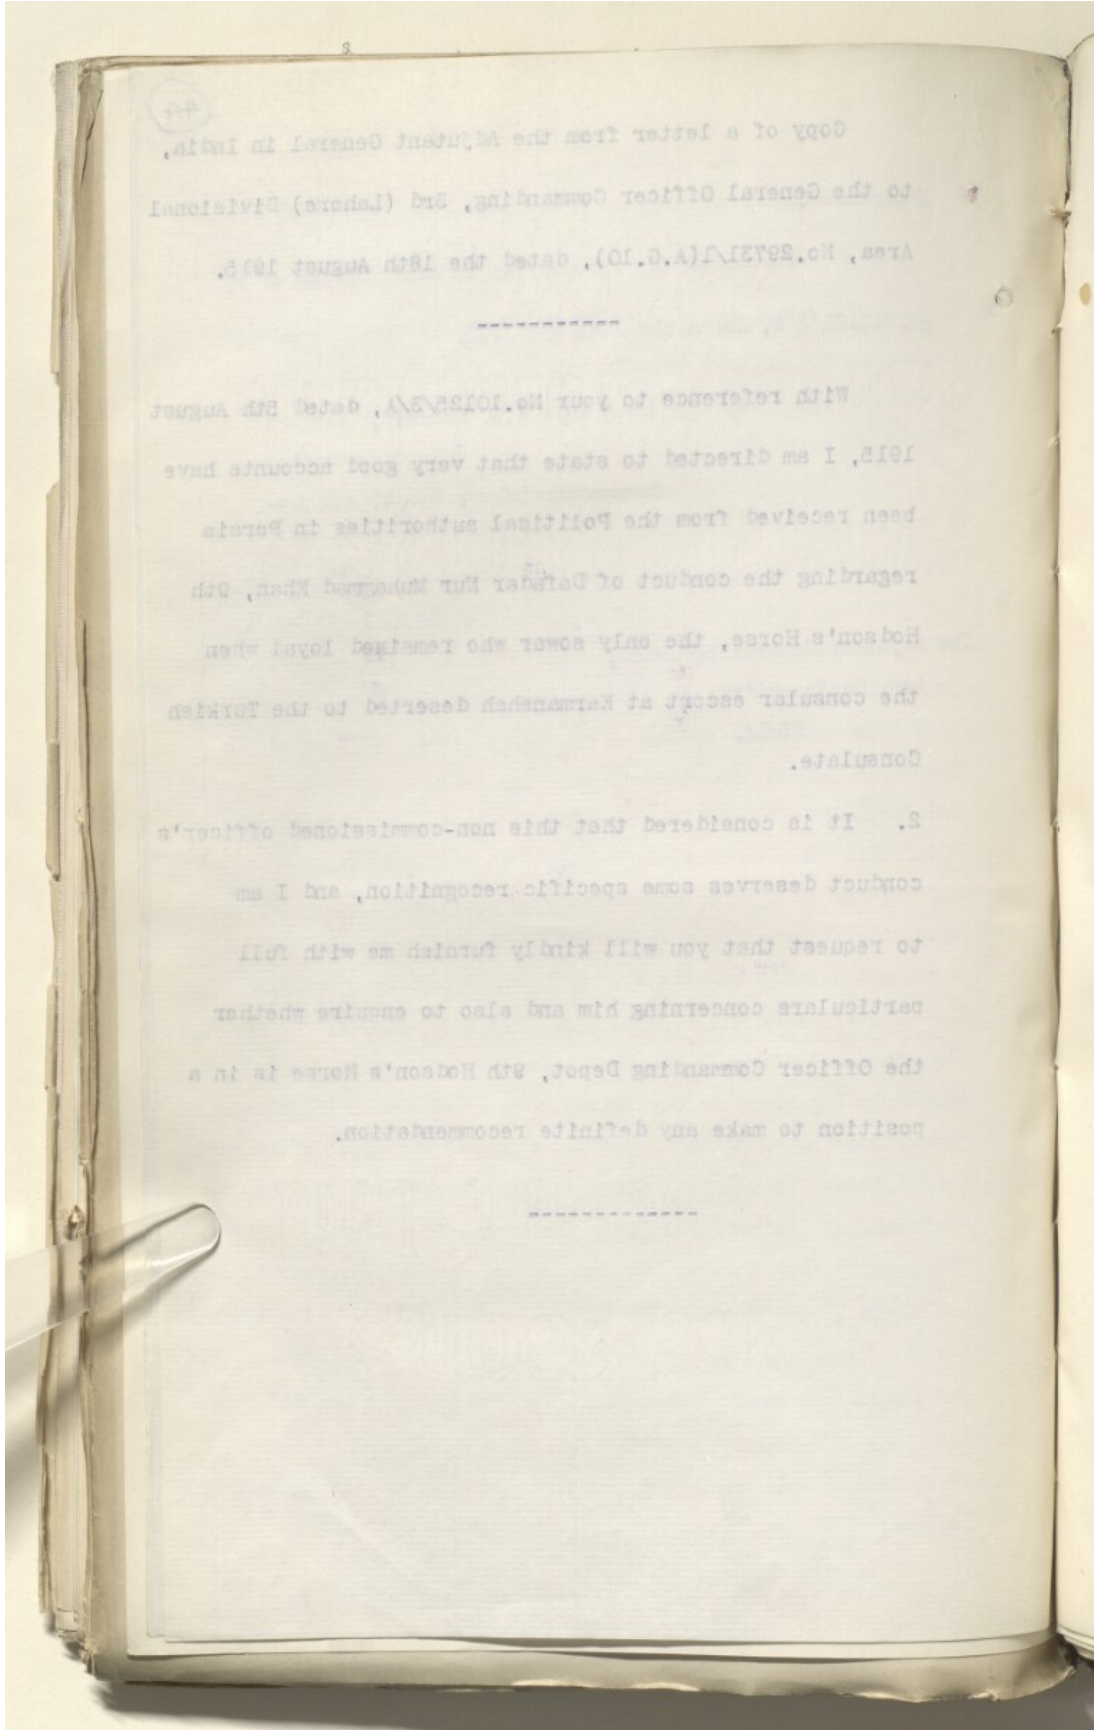 Copy of a letter from the Adjutant General in India,
to the General Officer Commanding, 3rd (Lahore) Divisional
Area, No.29731/1(A.G.10), dated the 18th August 1915.
-----------
With reference to your No.10125/3/A, dated 5th August
1915, I am directed to state that very good accounts have
been received from the Political authorities in Persia
regarding the conduct of Dafadar Nur Muhammad Khan, 9th
Hodson's Horse, the only sower who remained loyal when
the consular escort at Karmanshah deserted to the Turkish
Consulate.
2. It is considered that this non-commissioned officer's
conduct deserves some specific recognition, and I am
to request that you will kindly furnish me with full
particulars concerning him and also to enquire whether
the Officer Commanding Depot, 9th Hodson's Horse is in a
position to make any definite recommendation.
-------------